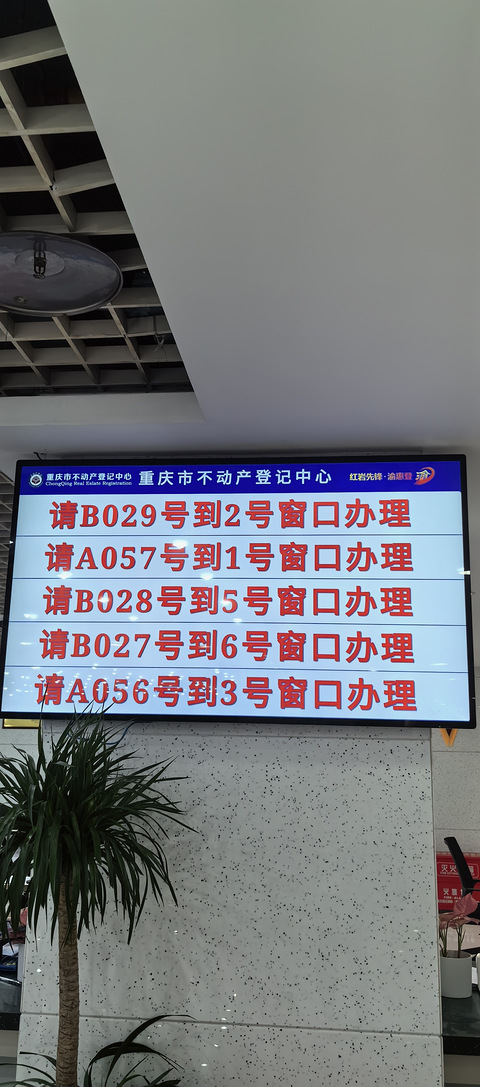 重庆市不动产登记中心
ChongQing Real Estate Registration
重庆市不动产登记中心
红岩先锋·渝惠登
渝
请B029号到2号窗口办理
请A057号到1号窗口办理
请B028号到5号窗口办理
请B027号到6号窗口办理
请A056号到3号窗口办理